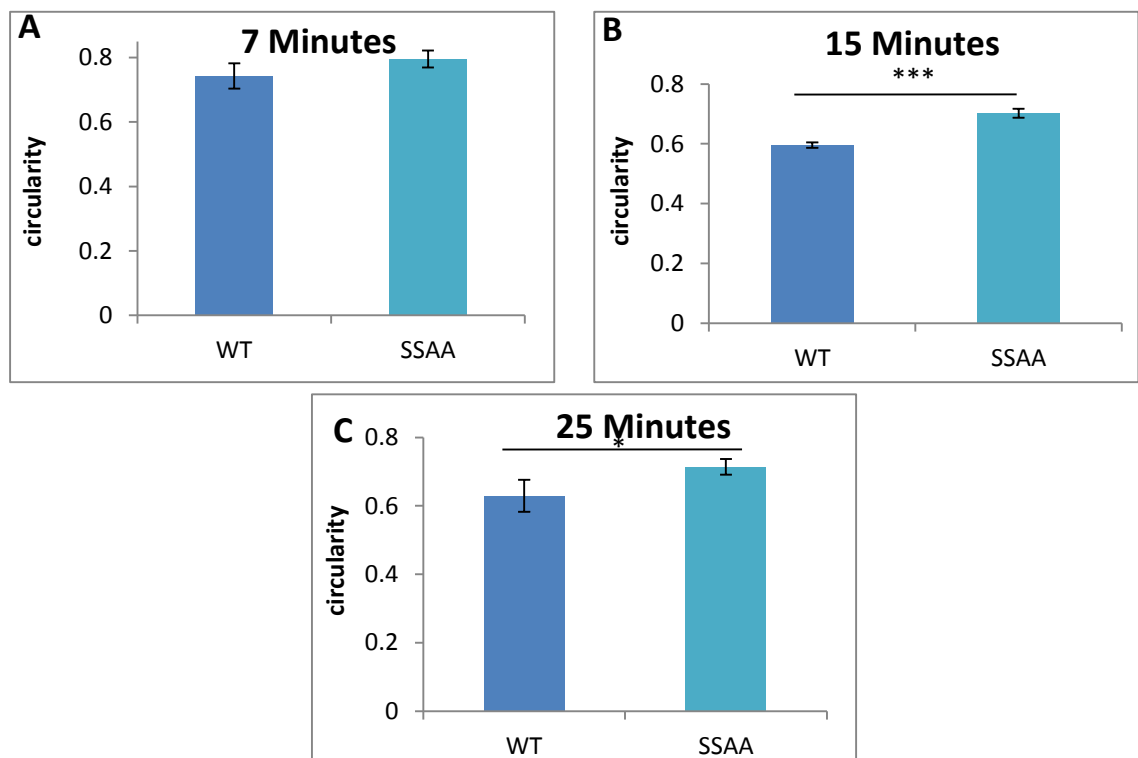 A
7 Minutes
circularity
0.8
0.6
0.4
0.2
0
WT SSAA
B
15 Minutes
***
circularity
0.8
0.6
0.4
0.2
0
WT SSAA
C
25 Minutes
*
circularity
0.8
0.6
0.4
0.2
0
WT SSAA